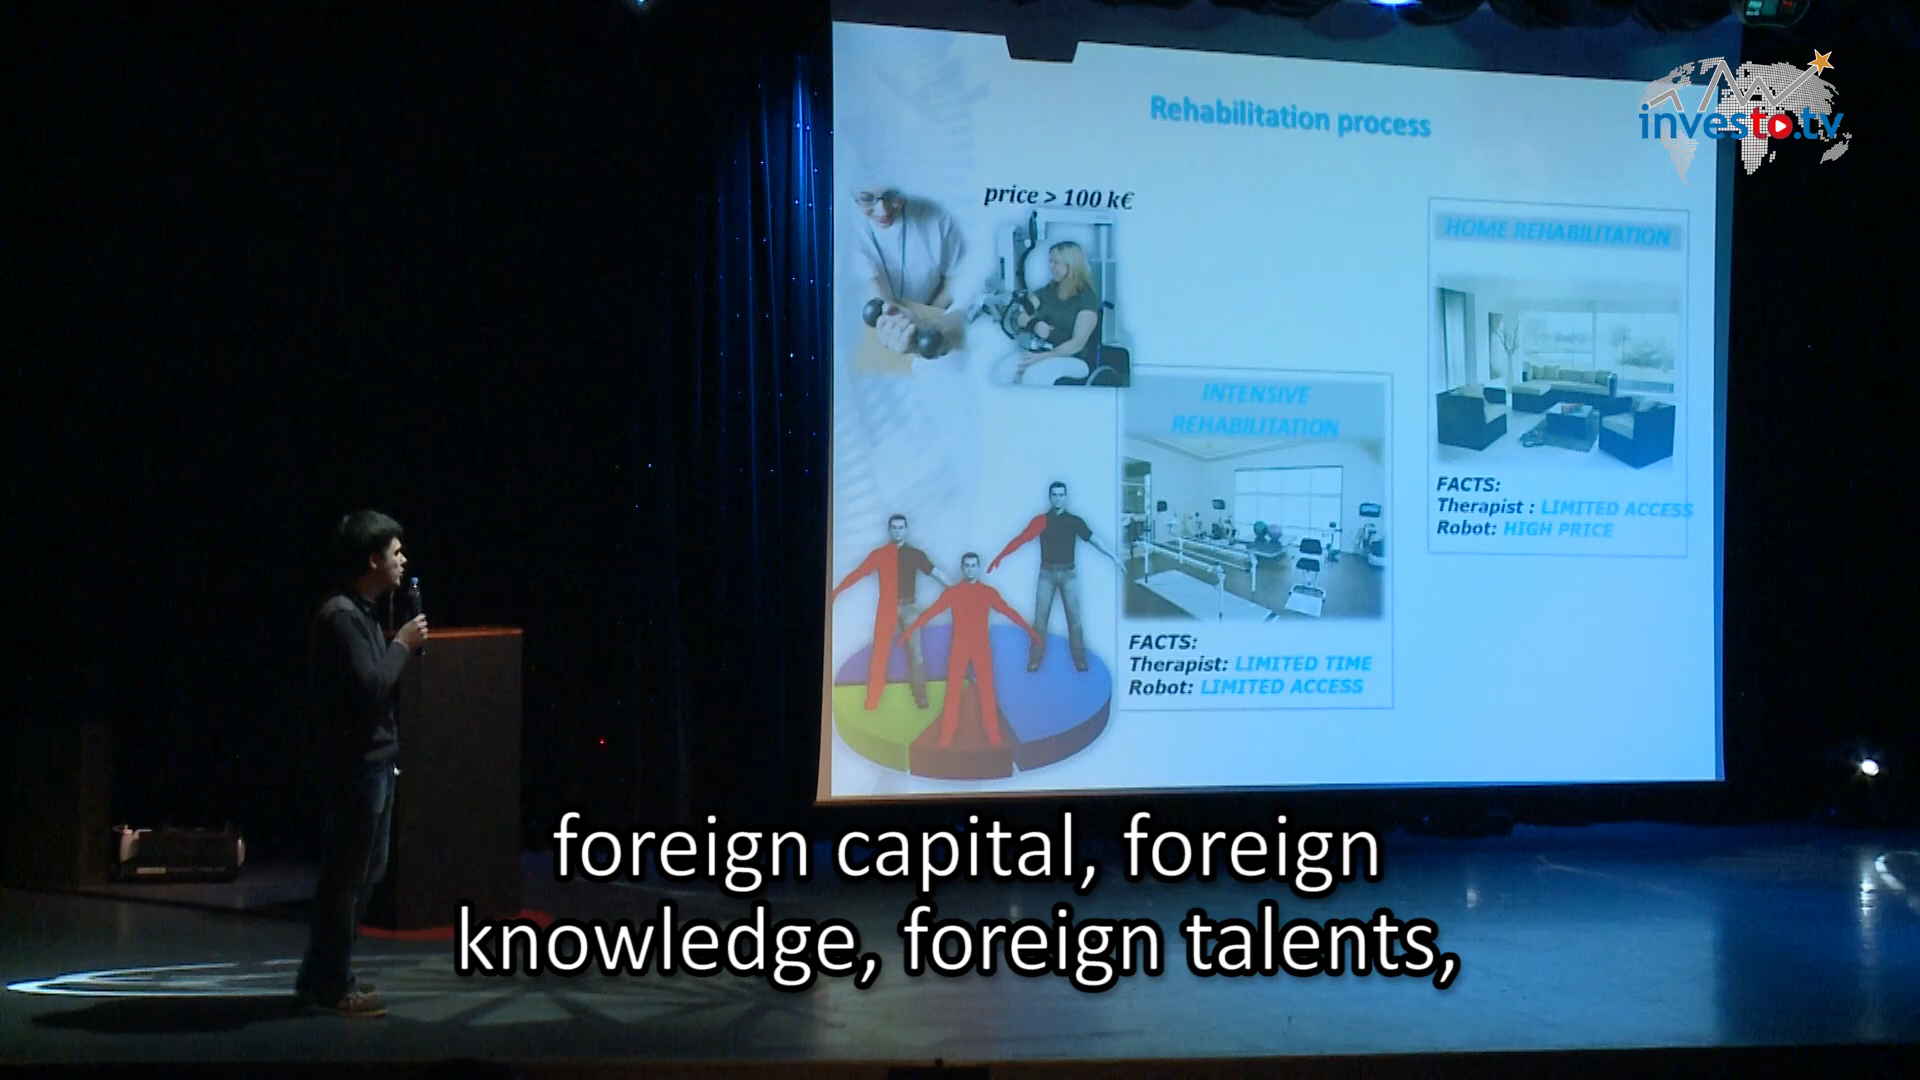 Rehabilitation process
investo.tv
price > 100 k€
HOME REHABILITATION
FACTS:
Therapist : LIMITED ACCESS
Robot: HIGH PRICE
INTENSIVE
REHABILITATION
FACTS:
Therapist: LIMITED TIME
Robot: LIMITED ACCESS
foreign capital, foreign
knowledge, foreign talents,